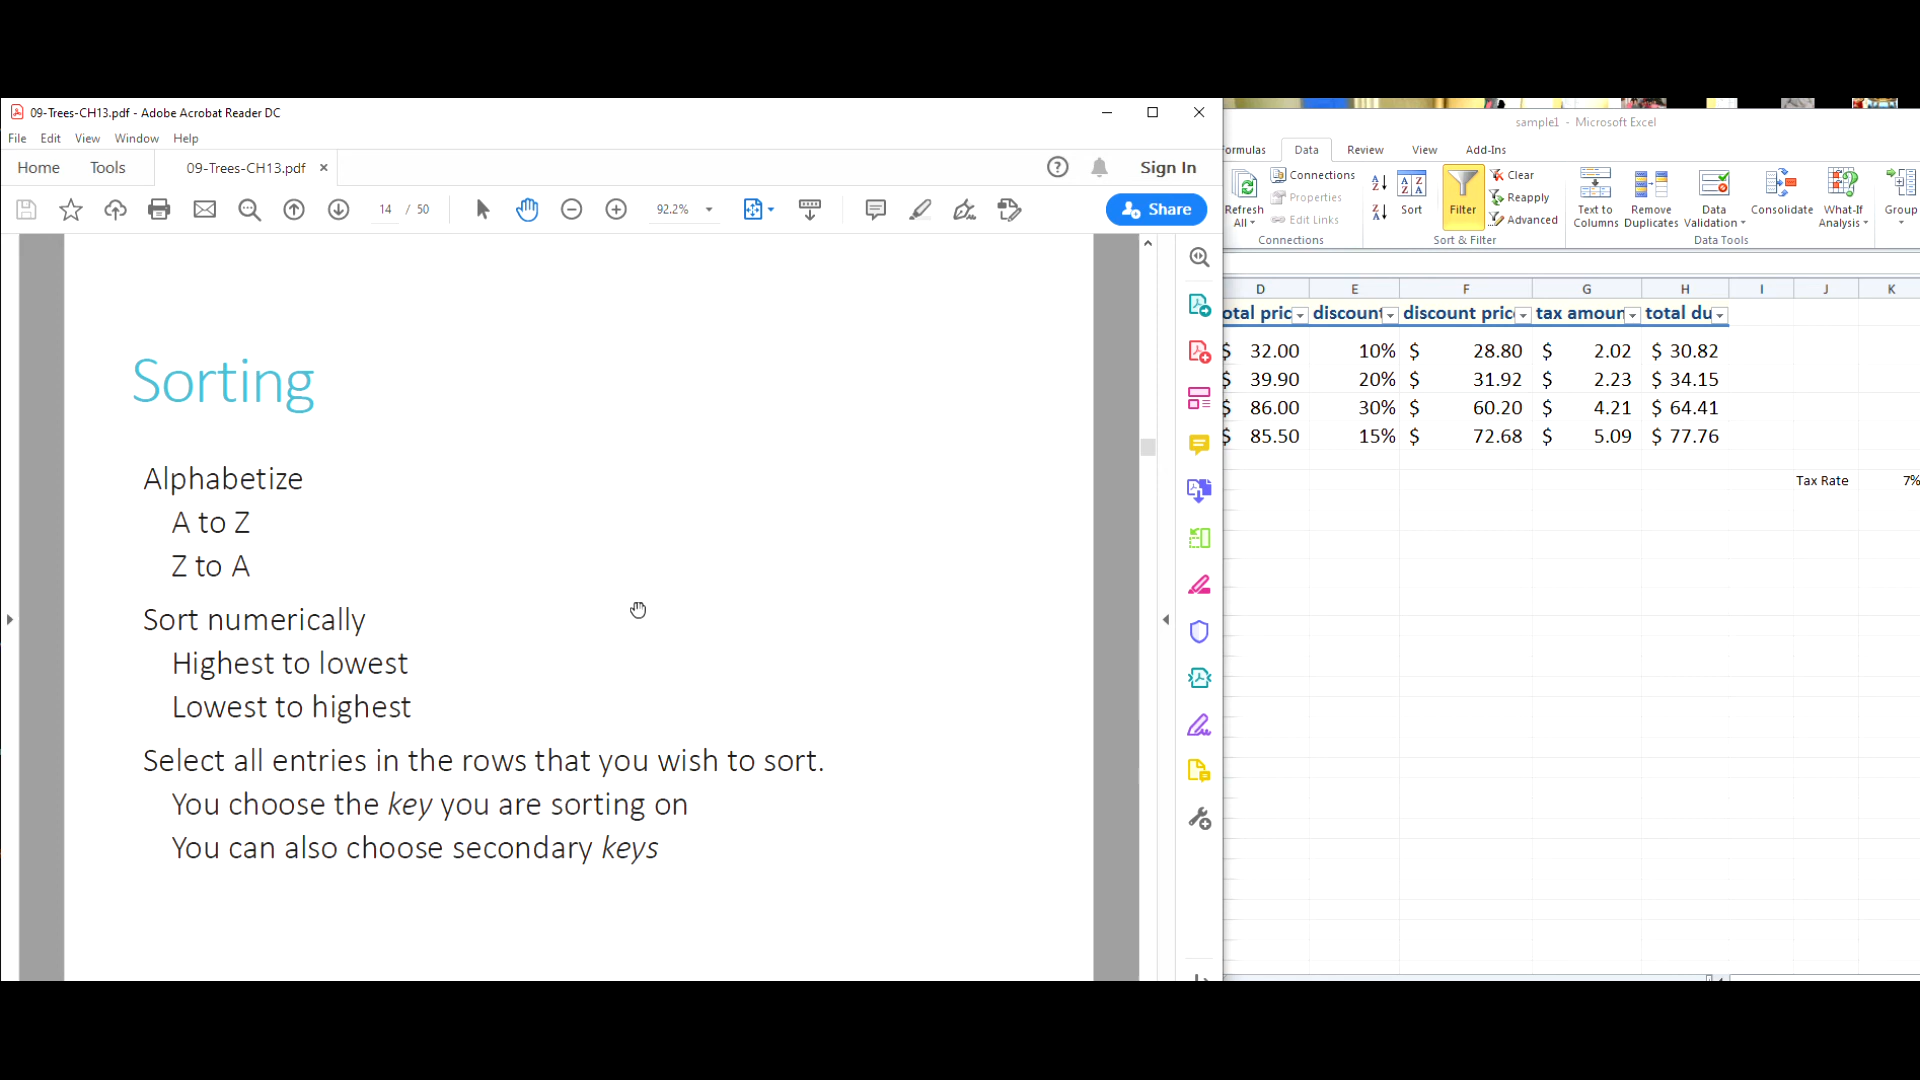 09-Trees-CH13.pdf - Adobe Acrobat Reader DC
File Edit View Window Help
Home Tools 09-Trees-CH13.pdf Sign In
14 / 50 92.2% Share
Sorting
Alphabetize
A to Z
Z to A
Sort numerically
Highest to lowest
Lowest to highest
Select all entries in the rows that you wish to sort.
You choose the key you are sorting on
You can also choose secondary keys
sample1 - Microsoft Excel
ormulas Data Review View Add-Ins
Refresh All
Connections
Properties
Edit Links
Connections
Sort
Filter
Clear
Reapply
Advanced
Sort & Filter
Text to Columns
Remove Duplicates
Data Validation
Consolidate
What-If Analysis
Data Tools
Group
D E F G H I J K
otal pric discount discount pric tax amour total du
$ 32.00 10% $ 28.80 $ 2.02 $ 30.82
$ 39.90 20% $ 31.92 $ 2.23 $ 34.15
$ 86.00 30% $ 60.20 $ 4.21 $ 64.41
$ 85.50 15% $ 72.68 $ 5.09 $ 77.76
Tax Rate 7%